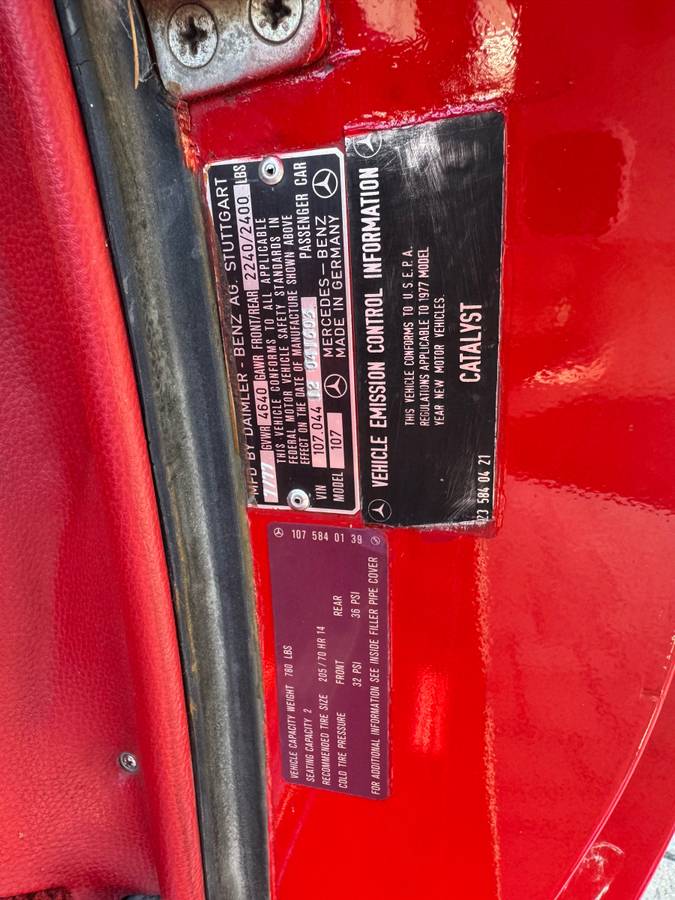 MFD BY DAIMLER - BENZ AG. STUTTGART
GVWR 4640 GAWR FRONT/REAR 2240/2400 LBS
THIS VEHICLE CONFORMS TO ALL APPLICABLE
FEDERAL MOTOR VEHICLE SAFETY STANDARDS IN
EFFECT ON THE DATE OF MANUFACTURE SHOWN ABOVE
VIN 107.044 12 PASSENGER CAR
MODEL 107 MERCEDES-BENZ
MADE IN GERMANY
VEHICLE EMISSION CONTROL INFORMATION
THIS VEHICLE CONFORMS TO U.S.E.P.A.
REGULATIONS APPLICABLE TO 1977 MODEL
YEAR NEW MOTOR VEHICLES.
CATALYST
23 584 04 21
107 584 01 39
VEHICLE CAPACITY WEIGHT 780 LBS
SEATING CAPACITY 2
RECOMMENDED TIRE SIZE 205/70 HR 14
COLD TIRE PRESSURE FRONT REAR
32 PSI 36 PSI
FOR ADDITIONAL INFORMATION SEE INSIDE FILLER PIPE COVER